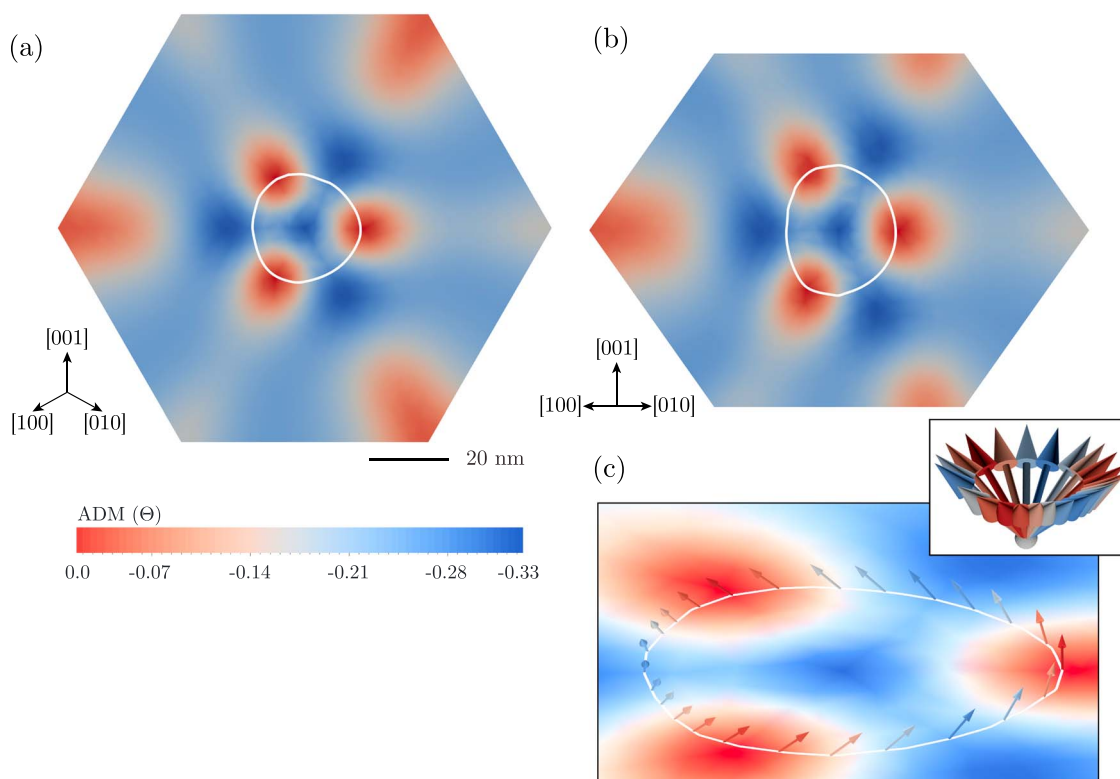 (a)
[001]
[100]
[010]
20 nm
ADM (Θ)
0.0
-0.07
-0.14
-0.21
-0.28
-0.33
(b)
[001]
[100]
[010]
(c)